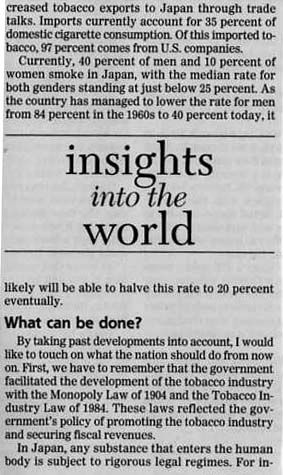 creased tobacco exports to Japan through trade
talks. Imports currently account for 35 percent of
domestic cigarette consumption. Of this imported to-
bacco, 97 percent comes from U.S. companies.
Currently, 40 percent of men and 10 percent of
women smoke in Japan, with the median rate for
both genders standing at just below 25 percent. As
the country has managed to lower the rate for men
from 84 percent in the 1960s to 40 percent today, it
insights
into the
world
likely will be able to halve this rate to 20 percent
eventually.
What can be done?
By taking past developments into account, I would
like to touch on what the nation should do from now
on. First, we have to remember that the government
facilitated the development of the tobacco industry
with the Monopoly Law of 1904 and the Tobacco In-
dustry Law of 1984. These laws reflected the gov-
ernment's policy of promoting the tobacco industry
and securing fiscal revenues.
In Japan, any substance that enters the human
body is subject to rigorous legal regimes. For in-